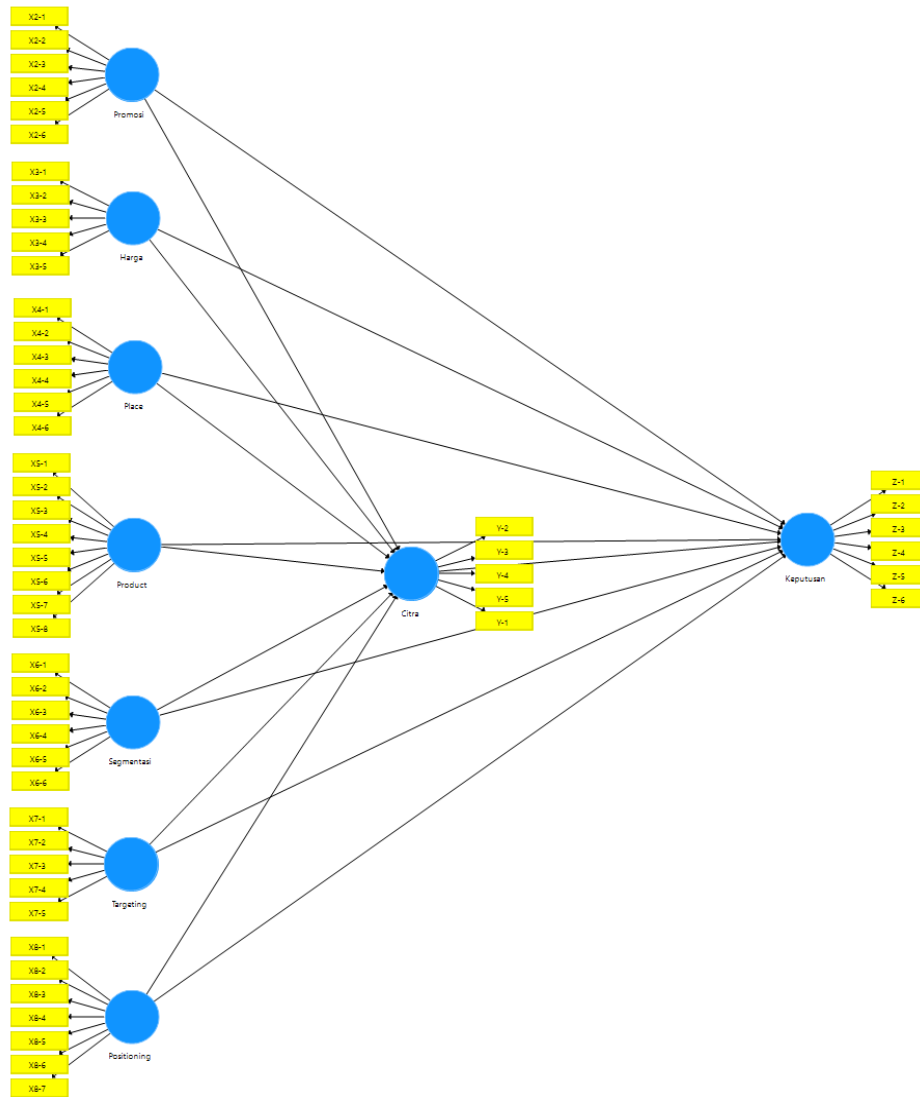 X2-1
X2-2
X2-3
X2-4
X2-5
X2-6
Promosi
X3-1
X3-2
X3-3
X3-4
X3-5
Harga
X4-1
X4-2
X4-3
X4-4
X4-5
X4-6
Place
X5-1
X5-2
X5-3
X5-4
X5-5
X5-6
X5-7
X5-8
Product
Y-2
Y-3
Y-4
Y-5
Y-1
Citra
Z-1
Z-2
Z-3
Z-4
Z-5
Z-6
Keputusan
X6-1
X6-2
X6-3
X6-4
X6-5
X6-6
Segmentasi
X7-1
X7-2
X7-3
X7-4
X7-5
Targeting
X8-1
X8-2
X8-3
X8-4
X8-5
X8-6
X8-7
Positioning